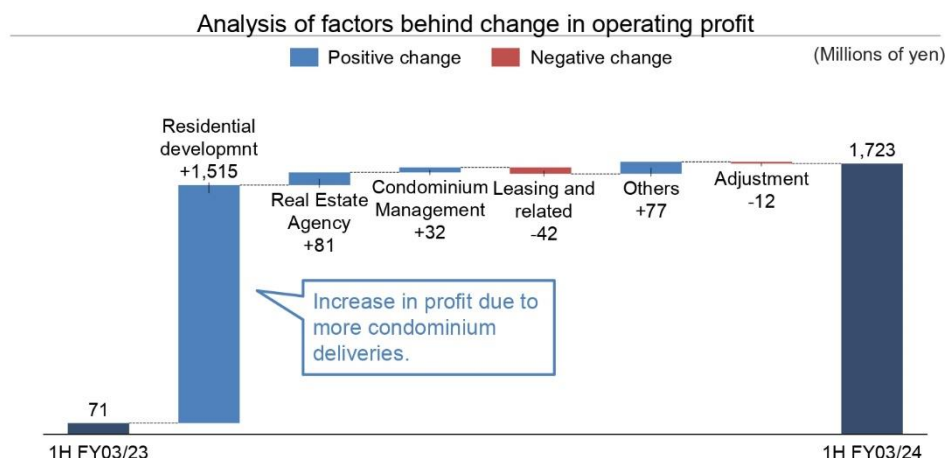 Analysis of factors behind change in operating profit
Positive change
Negative change
(Millions of yen)
Residential
developmnt
+1,515
Real Estate
Agency
+81
Condominium
Management
+32
Leasing and
related
-42
Others
+77
Adjustment
-12
1,723
Increase in profit due to
more condominium
deliveries.
71
1H FY03/23
1H FY03/24